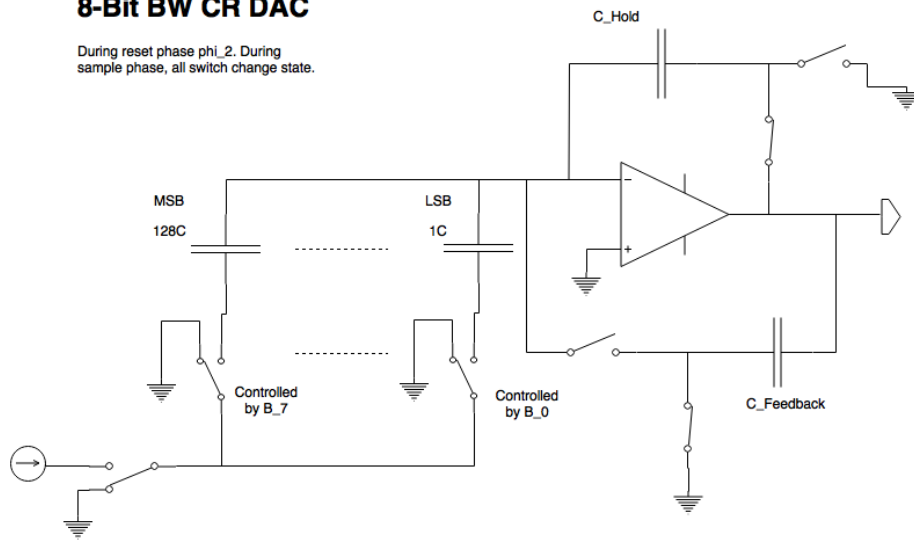 8-Bit BW CR DAC
During reset phase phi_2. During
sample phase, all switch change state.
C_Hold
MSB
128C
LSB
1C
−
+
Controlled
by B_7
Controlled
by B_0
C_Feedback